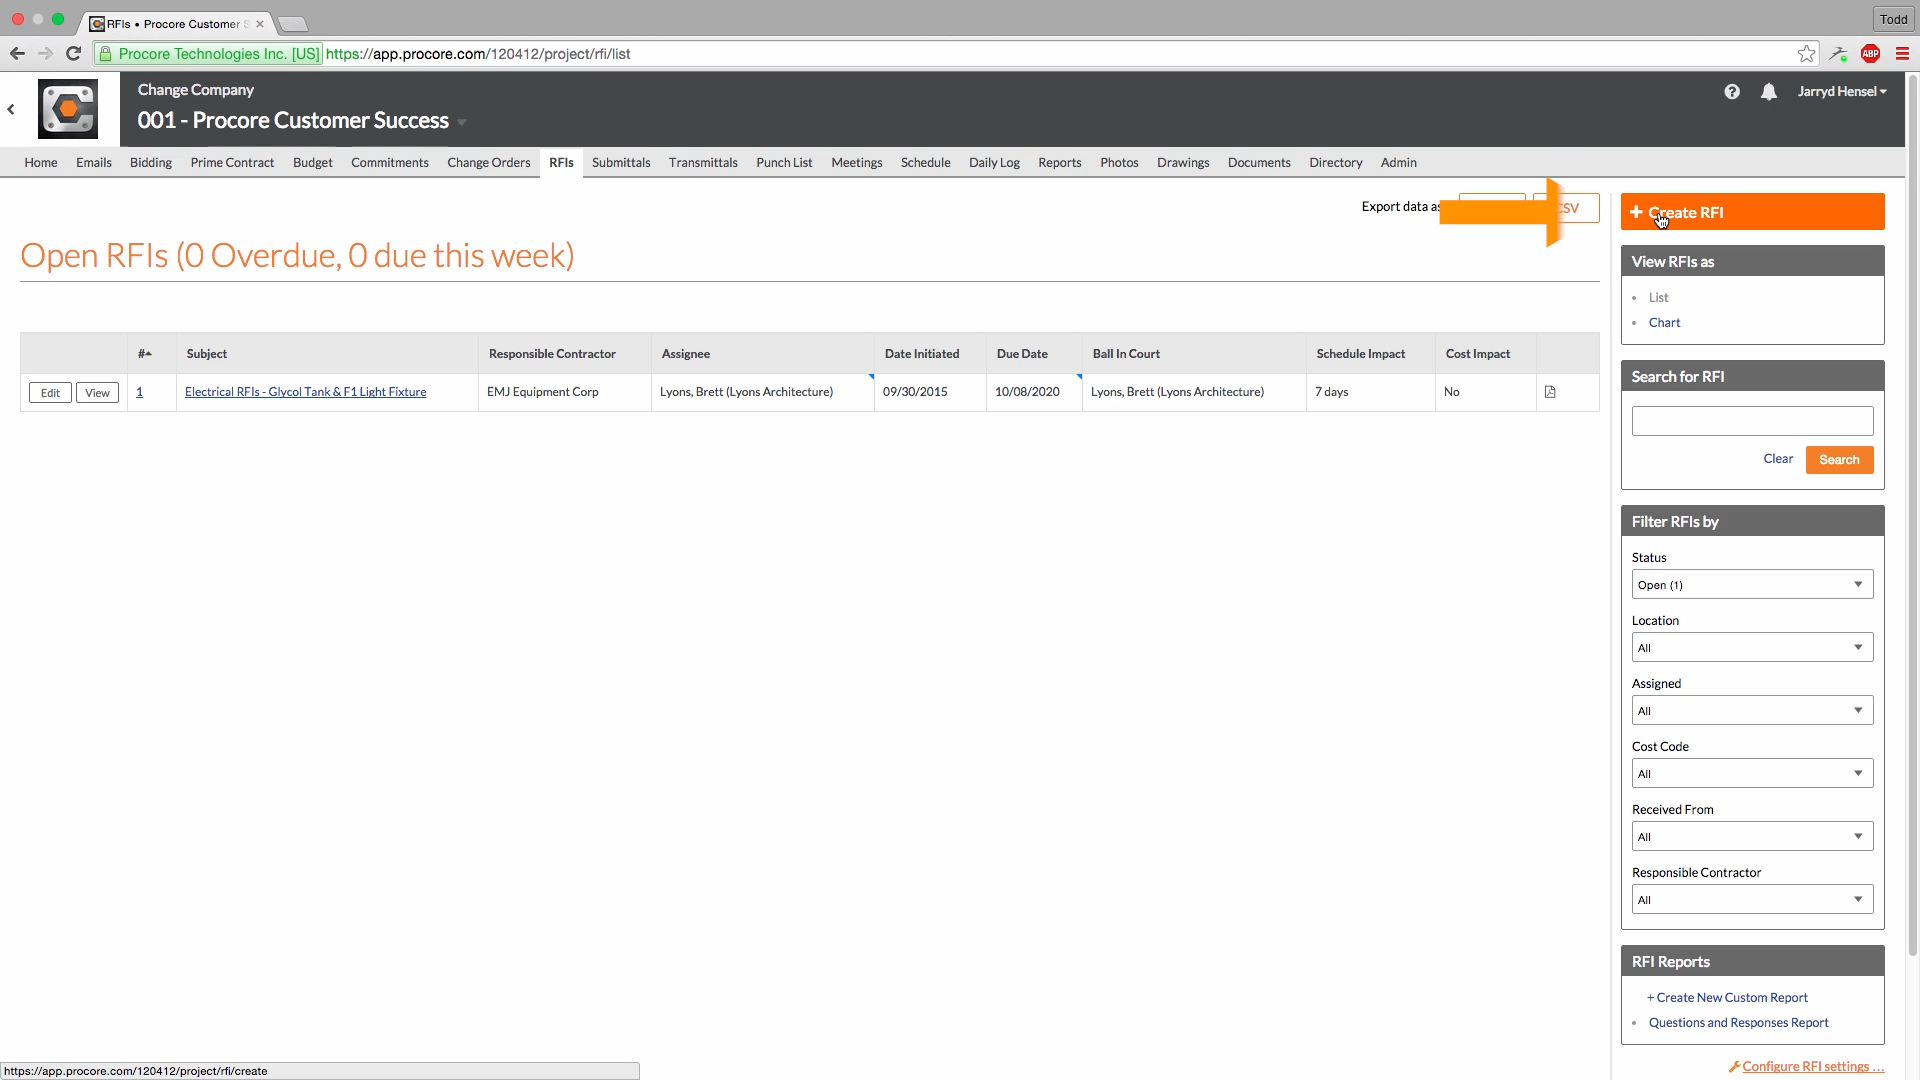 RFIs • Procore Customer S
Todd
Procore Technologies Inc. [US] https://app.procore.com/120412/project/rfi/list
ABP
Change Company
001 - Procore Customer Success
Jarryd Hensel
Home Emails Bidding Prime Contract Budget Commitments Change Orders RFIs Submittals Transmittals Punch List Meetings Schedule Daily Log Reports Photos Drawings Documents Directory Admin
Export data as
CSV
+ Create RFI
Open RFIs (0 Overdue, 0 due this week)
View RFIs as
• List
• Chart
# Subject Responsible Contractor Assignee Date Initiated Due Date Ball In Court Schedule Impact Cost Impact
Edit View 1 Electrical RFIs - Glycol Tank & F1 Light Fixture EMJ Equipment Corp Lyons, Brett (Lyons Architecture) 09/30/2015 10/08/2020 Lyons, Brett (Lyons Architecture) 7 days No
Search for RFI
Clear Search
Filter RFIs by
Status
Open (1)
Location
All
Assigned
All
Cost Code
All
Received From
All
Responsible Contractor
All
RFI Reports
+ Create New Custom Report
• Questions and Responses Report
Configure RFI settings ...
https://app.procore.com/120412/project/rfi/create